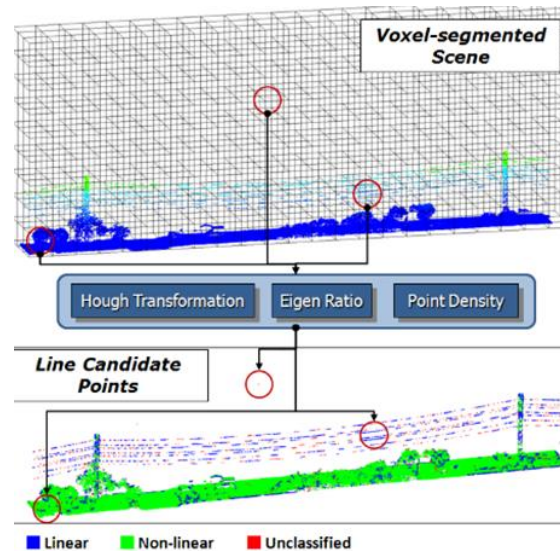 Voxel-segmented
Scene
Hough Transformation
Eigen Ratio
Point Density
Line Candidate
Points
Linear
Non-linear
Unclassified